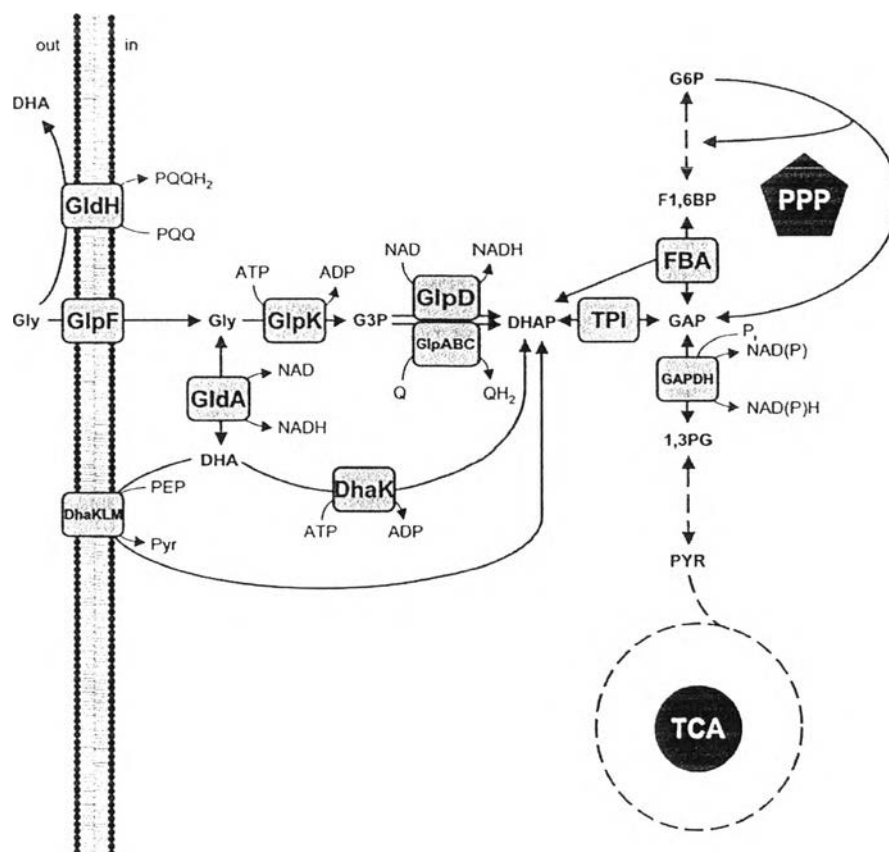 out in
G6P
DHA
PQQH2
GldH
PPP
F1,6BP
PQQ
FBA
ATP ADP NAD NADH
GlpD
Gly GlpF Gly GlpK G3P DHAP TPI GAP
GlpABC
Pi
NAD(P)
NAD
GAPDH
Q QH2
GldA
NAD(P)H
NADH
1,3PG
DHA
PEP
DhaK
DhaKLM
ATP ADP
Pyr
PYR
TCA